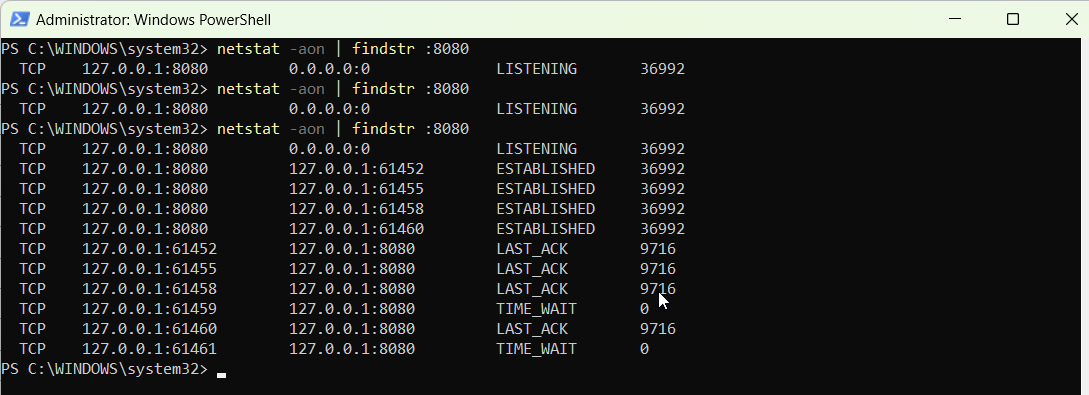 Administrator: Windows PowerShell
PS C:\WINDOWS\system32> netstat -aon | findstr :8080
TCP 127.0.0.1:8080 0.0.0.0:0 LISTENING 36992
PS C:\WINDOWS\system32> netstat -aon | findstr :8080
TCP 127.0.0.1:8080 0.0.0.0:0 LISTENING 36992
PS C:\WINDOWS\system32> netstat -aon | findstr :8080
TCP 127.0.0.1:8080 0.0.0.0:0 LISTENING 36992
TCP 127.0.0.1:8080 127.0.0.1:61452 ESTABLISHED 36992
TCP 127.0.0.1:8080 127.0.0.1:61455 ESTABLISHED 36992
TCP 127.0.0.1:8080 127.0.0.1:61458 ESTABLISHED 36992
TCP 127.0.0.1:8080 127.0.0.1:61460 ESTABLISHED 36992
TCP 127.0.0.1:61452 127.0.0.1:8080 LAST_ACK 9716
TCP 127.0.0.1:61455 127.0.0.1:8080 LAST_ACK 9716
TCP 127.0.0.1:61458 127.0.0.1:8080 LAST_ACK 9716
TCP 127.0.0.1:61459 127.0.0.1:8080 TIME_WAIT 0
TCP 127.0.0.1:61460 127.0.0.1:8080 LAST_ACK 9716
TCP 127.0.0.1:61461 127.0.0.1:8080 TIME_WAIT 0
PS C:\WINDOWS\system32>